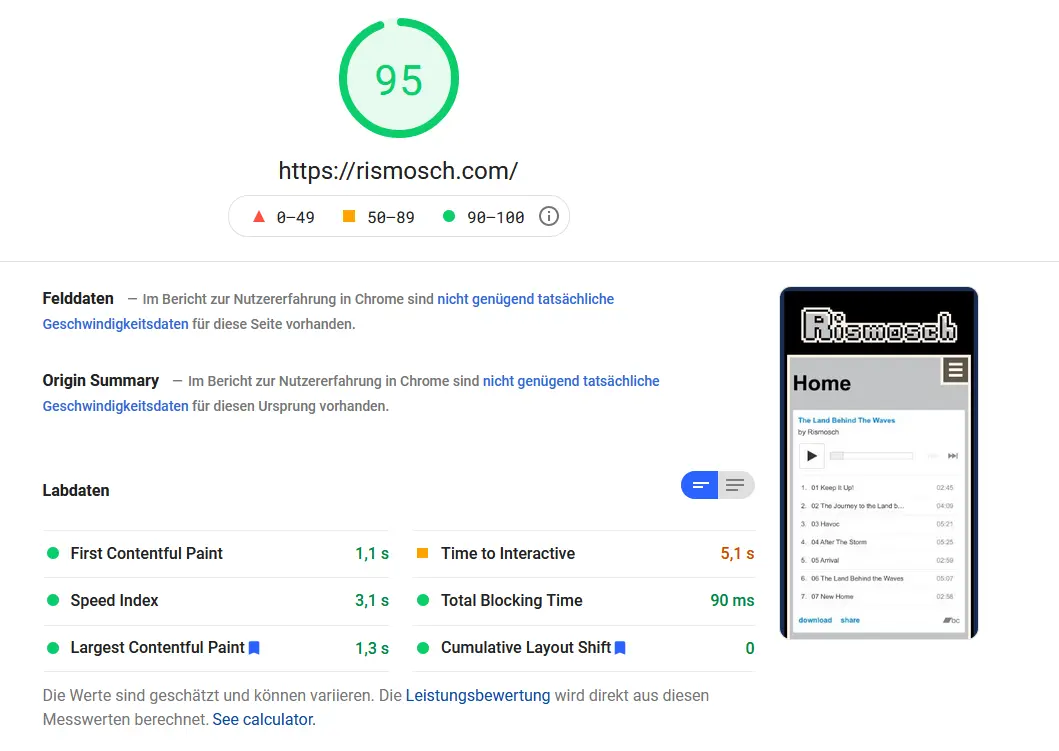 95
https://rismosch.com/
0–49 50–89 90–100
Felddaten — Im Bericht zur Nutzererfahrung in Chrome sind nicht genügend tatsächliche
Geschwindigkeitsdaten für diese Seite vorhanden.
Origin Summary — Im Bericht zur Nutzererfahrung in Chrome sind nicht genügend tatsächliche
Geschwindigkeitsdaten für diesen Ursprung vorhanden.
Labdaten
First Contentful Paint 1,1 s
Time to Interactive 5,1 s
Speed Index 3,1 s
Total Blocking Time 90 ms
Largest Contentful Paint 1,3 s
Cumulative Layout Shift 0
Die Werte sind geschätzt und können variieren. Die Leistungsbewertung wird direkt aus diesen
Messwerten berechnet. See calculator.
Rismosch
Home
The Land Behind The Waves
by Rismosch
1. 01 Keep It Up! 02:45
2. 02 The Journey to the Land b... 04:09
3. 03 Havoc 05:21
4. 04 After The Storm 05:25
5. 05 Arrival 02:59
6. 06 The Land Behind the Waves 05:07
7. 07 New Home 02:58
download share bc